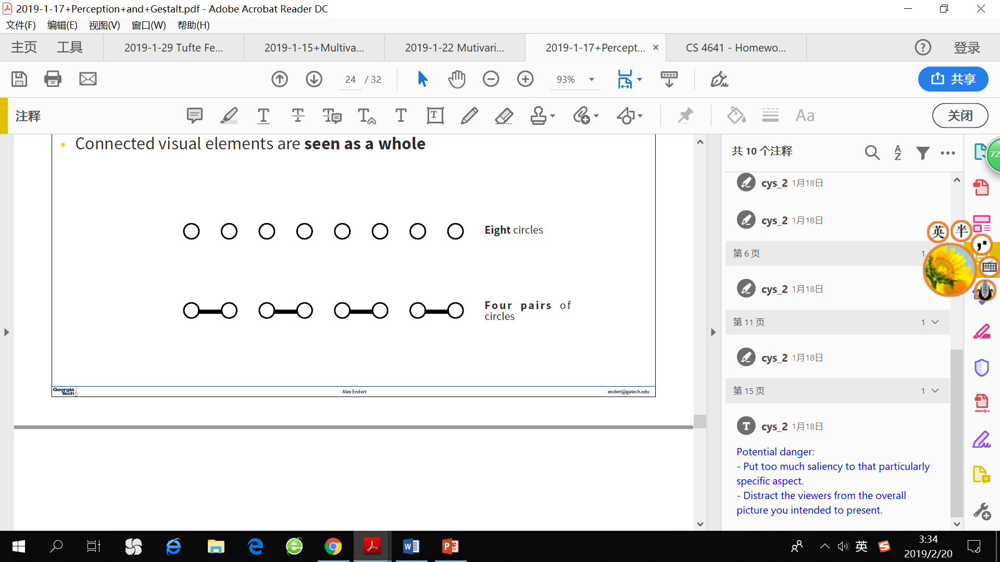 2019-1-17+Perception+and+Gestalt.pdf - Adobe Acrobat Reader DC
文件(F) 编辑(E) 视图(V) 窗口(W) 帮助(H)
主页 工具 2019-1-29 Tufte Fe... 2019-1-15+Multiva... 2019-1-22 Mutivari... 2019-1-17+Percept... × CS 4641 - Homewo... ? 登录
24 / 32 93% 共享
注释 Aa 关闭
• Connected visual elements are seen as a whole
Eight circles
Four pairs of
circles
Georgia
Tech
Alex Endert
endert@gatech.edu
共 10 个注释
A
Z
72
cys_2 1月18日
cys_2 1月18日
英 半
第 6 页 1
cys_2 1月18日
第 11 页 1
cys_2 1月18日
第 15 页 1
cys_2 1月18日
Potential danger:
- Put too much saliency to that particularly
specific aspect.
- Distract the viewers from the overall
picture you intended to present.
英
3:34
2019/2/20